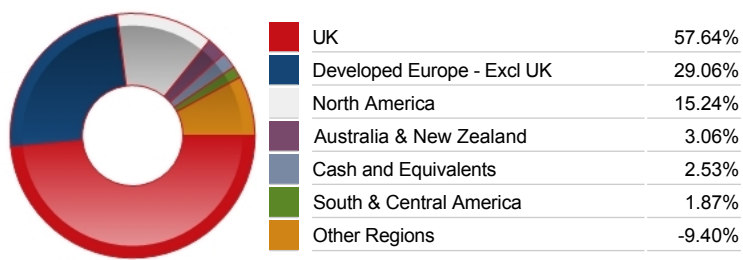 UK 57.64%
Developed Europe - Excl UK 29.06%
North America 15.24%
Australia & New Zealand 3.06%
Cash and Equivalents 2.53%
South & Central America 1.87%
Other Regions -9.40%